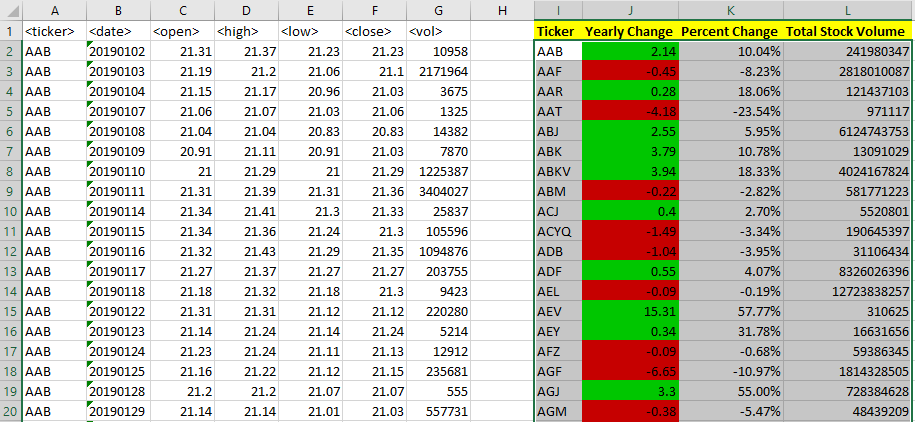 A B C D E F G H I J K L
1 <ticker> <date> <open> <high> <low> <close> <vol> Ticker Yearly Change Percent Change Total Stock Volume
2 AAB 20190102 21.31 21.37 21.23 21.23 10958 AAB 2.14 10.04% 241980347
3 AAB 20190103 21.19 21.2 21.06 21.1 2171964 AAF -0.45 -8.23% 2818010087
4 AAB 20190104 21.15 21.17 20.96 21.03 3675 AAR 0.28 18.06% 121437103
5 AAB 20190107 21.06 21.07 21.03 21.06 1325 AAT -4.18 -23.54% 971117
6 AAB 20190108 21.04 21.04 20.83 20.83 14382 ABJ 2.55 5.95% 6124743753
7 AAB 20190109 20.91 21.11 20.91 21.03 7870 ABK 3.79 10.78% 13091029
8 AAB 20190110 21 21.29 21 21.29 1225387 ABKV 3.94 18.33% 4024167824
9 AAB 20190111 21.31 21.39 21.31 21.36 3404027 ABM -0.22 -2.82% 581771223
10 AAB 20190114 21.34 21.41 21.3 21.33 25837 ACJ 0.4 2.70% 5520801
11 AAB 20190115 21.34 21.36 21.24 21.3 105596 ACYQ -1.49 -3.34% 190645397
12 AAB 20190116 21.32 21.43 21.29 21.35 1094876 ADB -1.04 -3.95% 31106434
13 AAB 20190117 21.27 21.37 21.27 21.27 203755 ADF 0.55 4.07% 8326026396
14 AAB 20190118 21.18 21.32 21.18 21.3 9423 AEL -0.09 -0.19% 12723838257
15 AAB 20190122 21.31 21.31 21.12 21.12 220280 AEV 15.31 57.77% 310625
16 AAB 20190123 21.14 21.24 21.14 21.24 5214 AEY 0.34 31.78% 16631656
17 AAB 20190124 21.23 21.24 21.11 21.13 12912 AFZ -0.09 -0.68% 59386345
18 AAB 20190125 21.16 21.22 21.12 21.15 235681 AGF -6.65 -10.97% 1814328505
19 AAB 20190128 21.2 21.2 21.07 21.07 555 AGJ 3.3 55.00% 728384628
20 AAB 20190129 21.14 21.14 21.01 21.03 557731 AGM -0.38 -5.47% 48439209